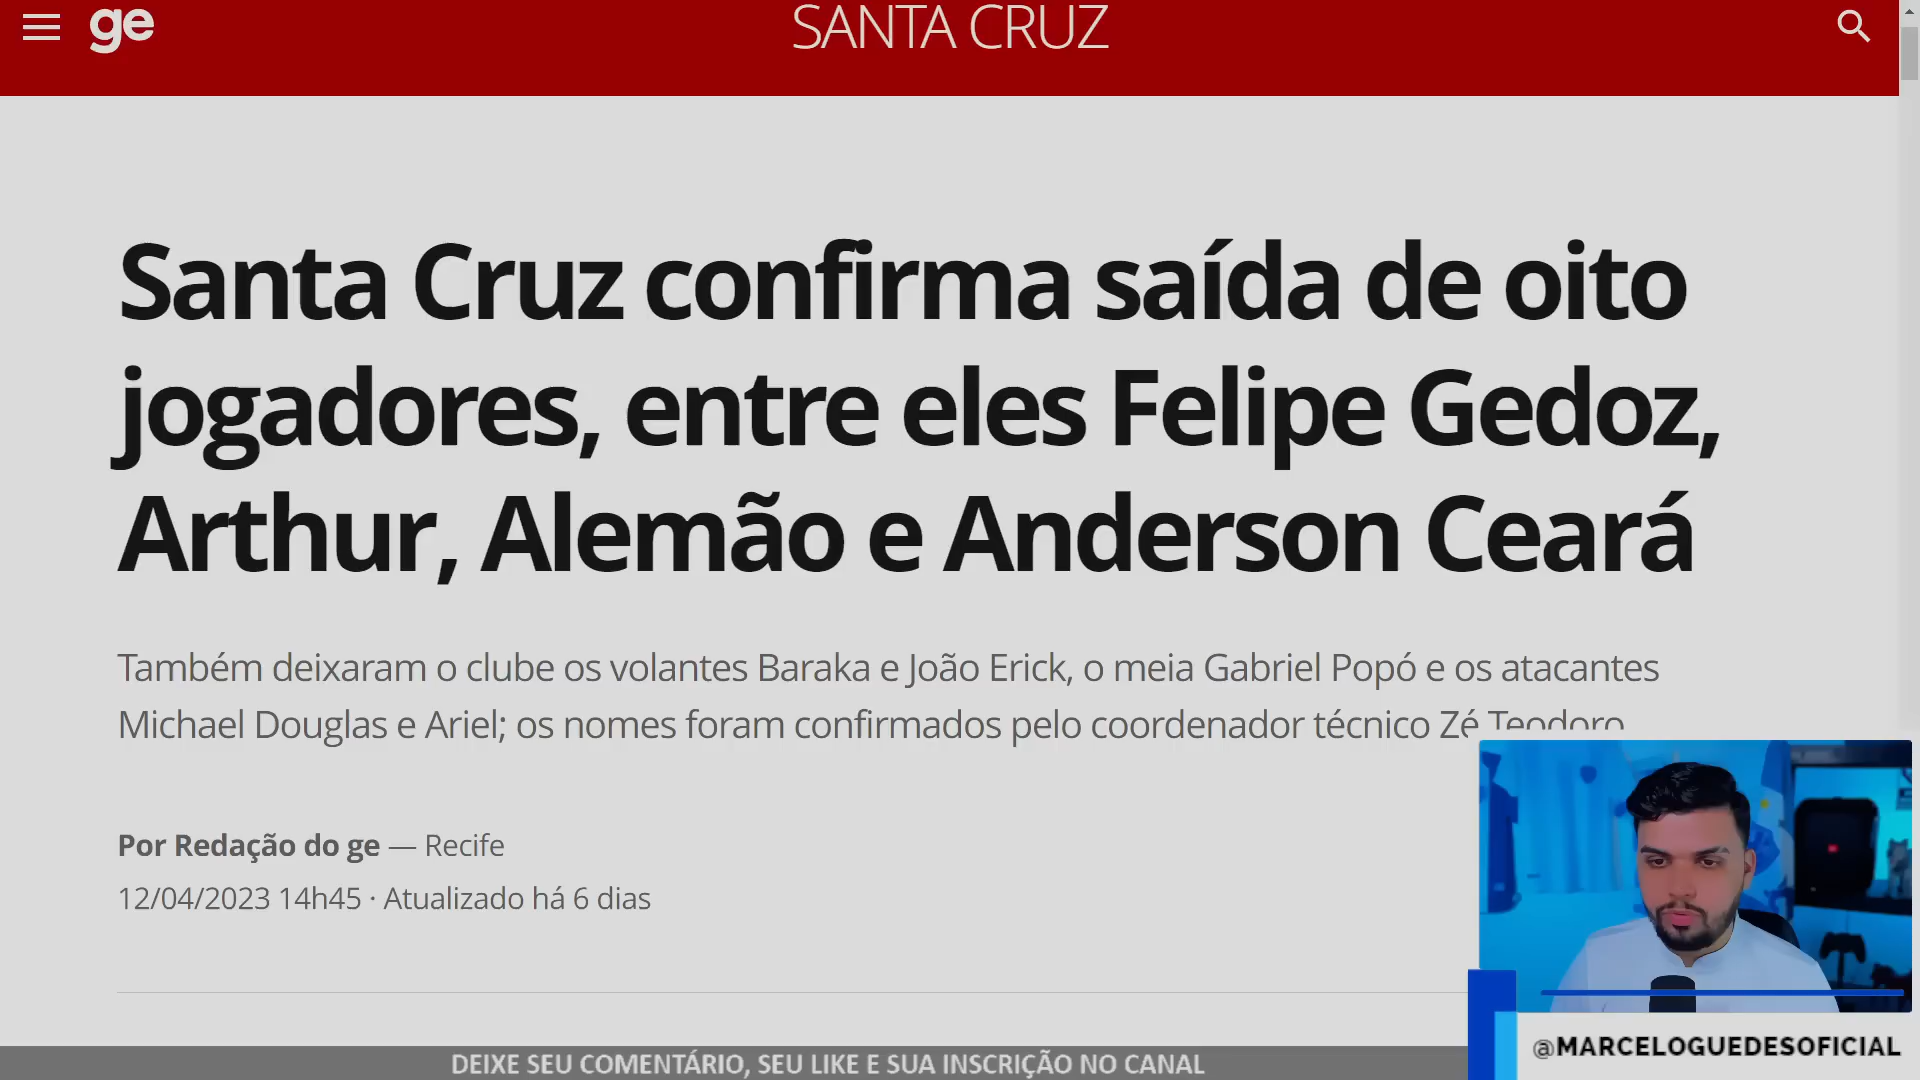 ge
SANTA CRUZ
Santa Cruz confirma saída de oito
jogadores, entre eles Felipe Gedoz,
Arthur, Alemão e Anderson Ceará
Também deixaram o clube os volantes Baraka e João Erick, o meia Gabriel Popó e os atacantes
Michael Douglas e Ariel; os nomes foram confirmados pelo coordenador técnico Zé Teodoro
Por Redação do ge — Recife
12/04/2023 14h45 · Atualizado há 6 dias
@MARCELOGUEDESOFICIAL
DEIXE SEU COMENTÁRIO, SEU LIKE E SUA INSCRIÇÃO NO CANAL